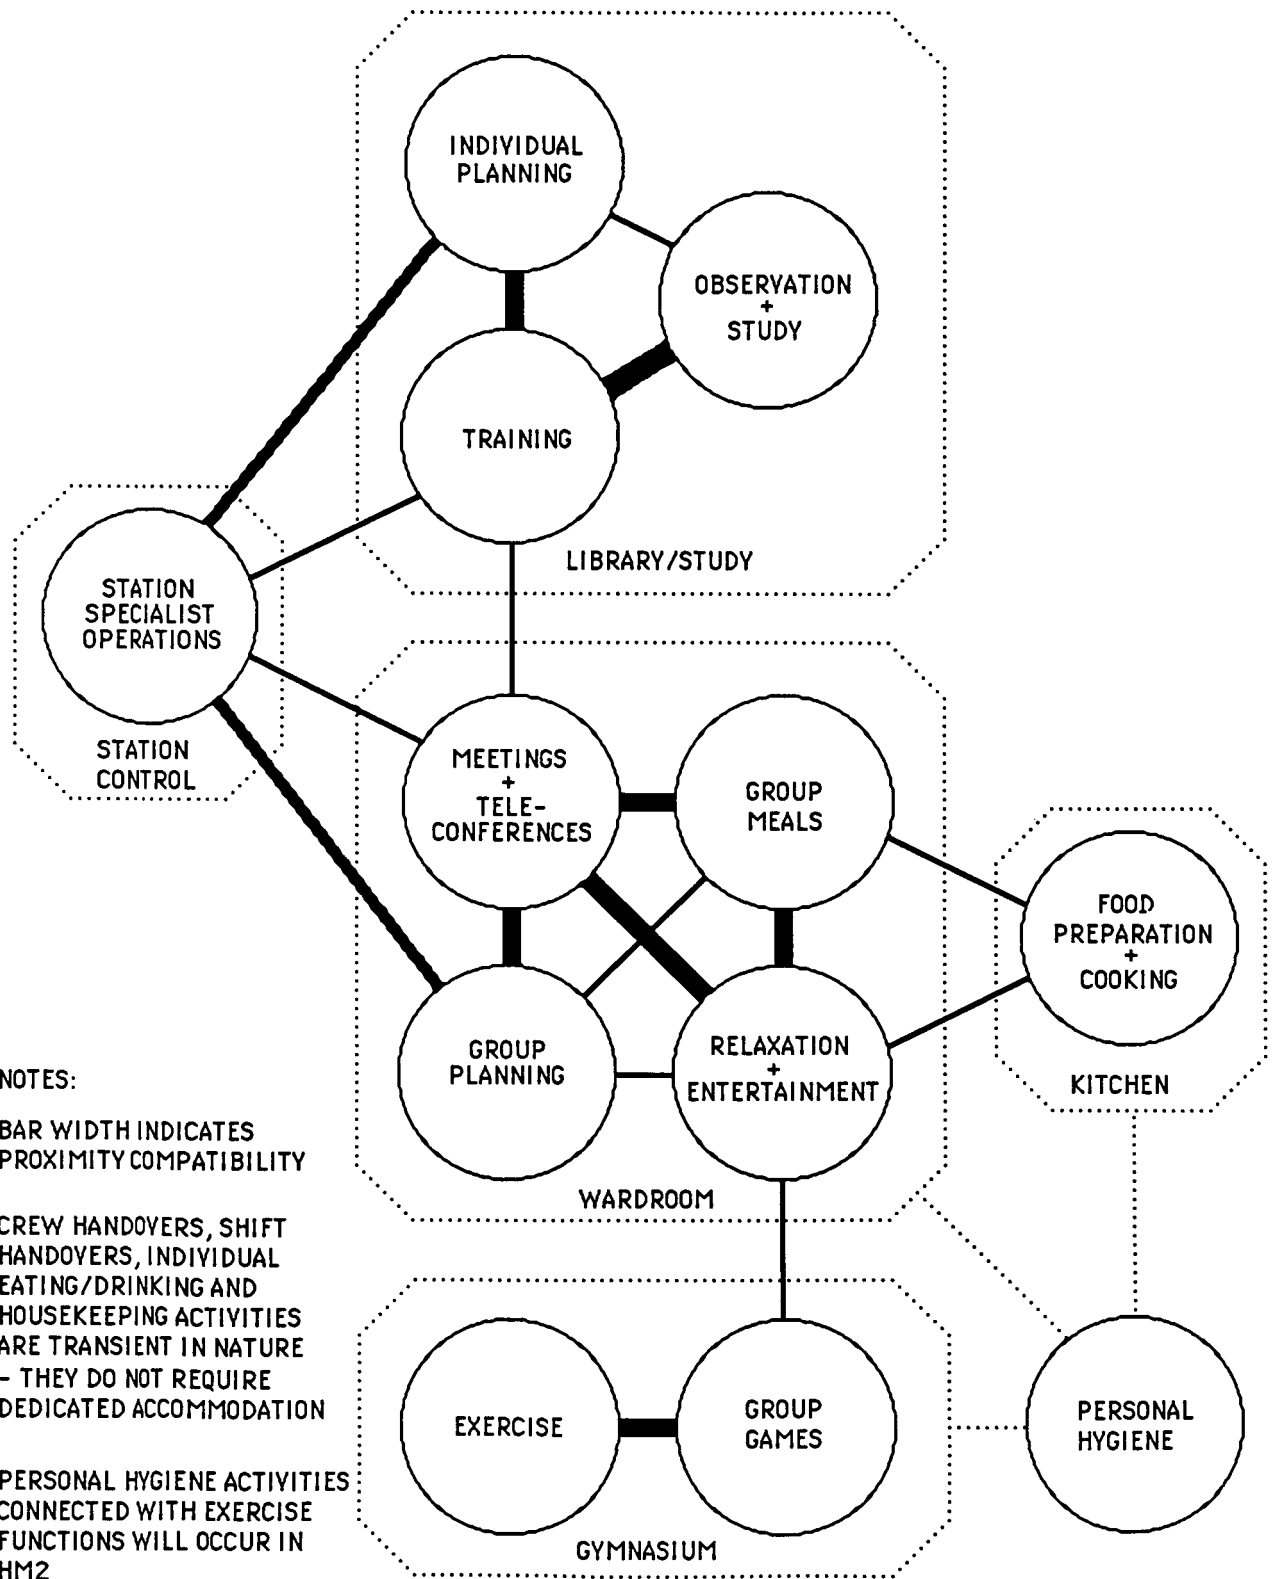 INDIVIDUAL
PLANNING
OBSERVATION
+
STUDY
TRAINING
LIBRARY/STUDY
STATION
SPECIALIST
OPERATIONS
STATION
CONTROL
MEETINGS
+
TELE-
CONFERENCES
GROUP
MEALS
FOOD
PREPARATION
+
COOKING
KITCHEN
GROUP
PLANNING
RELAXATION
+
ENTERTAINMENT
WARDROOM
NOTES:
BAR WIDTH INDICATES
PROXIMITY COMPATIBILITY
CREW HANDOVERS, SHIFT
HANDOVERS, INDIVIDUAL
EATING/DRINKING AND
HOUSEKEEPING ACTIVITIES
ARE TRANSIENT IN NATURE
- THEY DO NOT REQUIRE
DEDICATED ACCOMMODATION
PERSONAL HYGIENE ACTIVITIES
CONNECTED WITH EXERCISE
FUNCTIONS WILL OCCUR IN
HM2
EXERCISE
GROUP
GAMES
GYMNASIUM
PERSONAL
HYGIENE